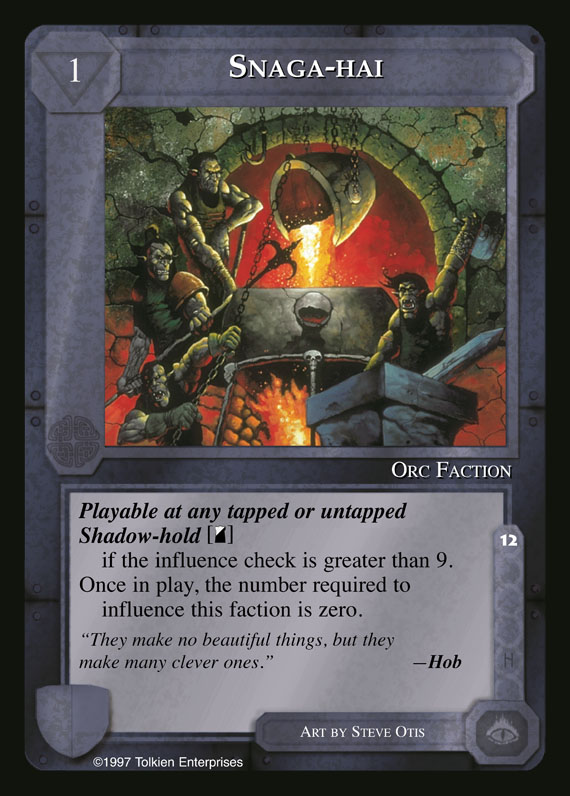 1
SNAGA-HAI
ORC FACTION
Playable at any tapped or untapped
Shadow-hold [ ]
if the influence check is greater than 9.
Once in play, the number required to
influence this faction is zero.
“They make no beautiful things, but they
make many clever ones.” —Hob
12
H
ART BY STEVE OTIS
©1997 Tolkien Enterprises